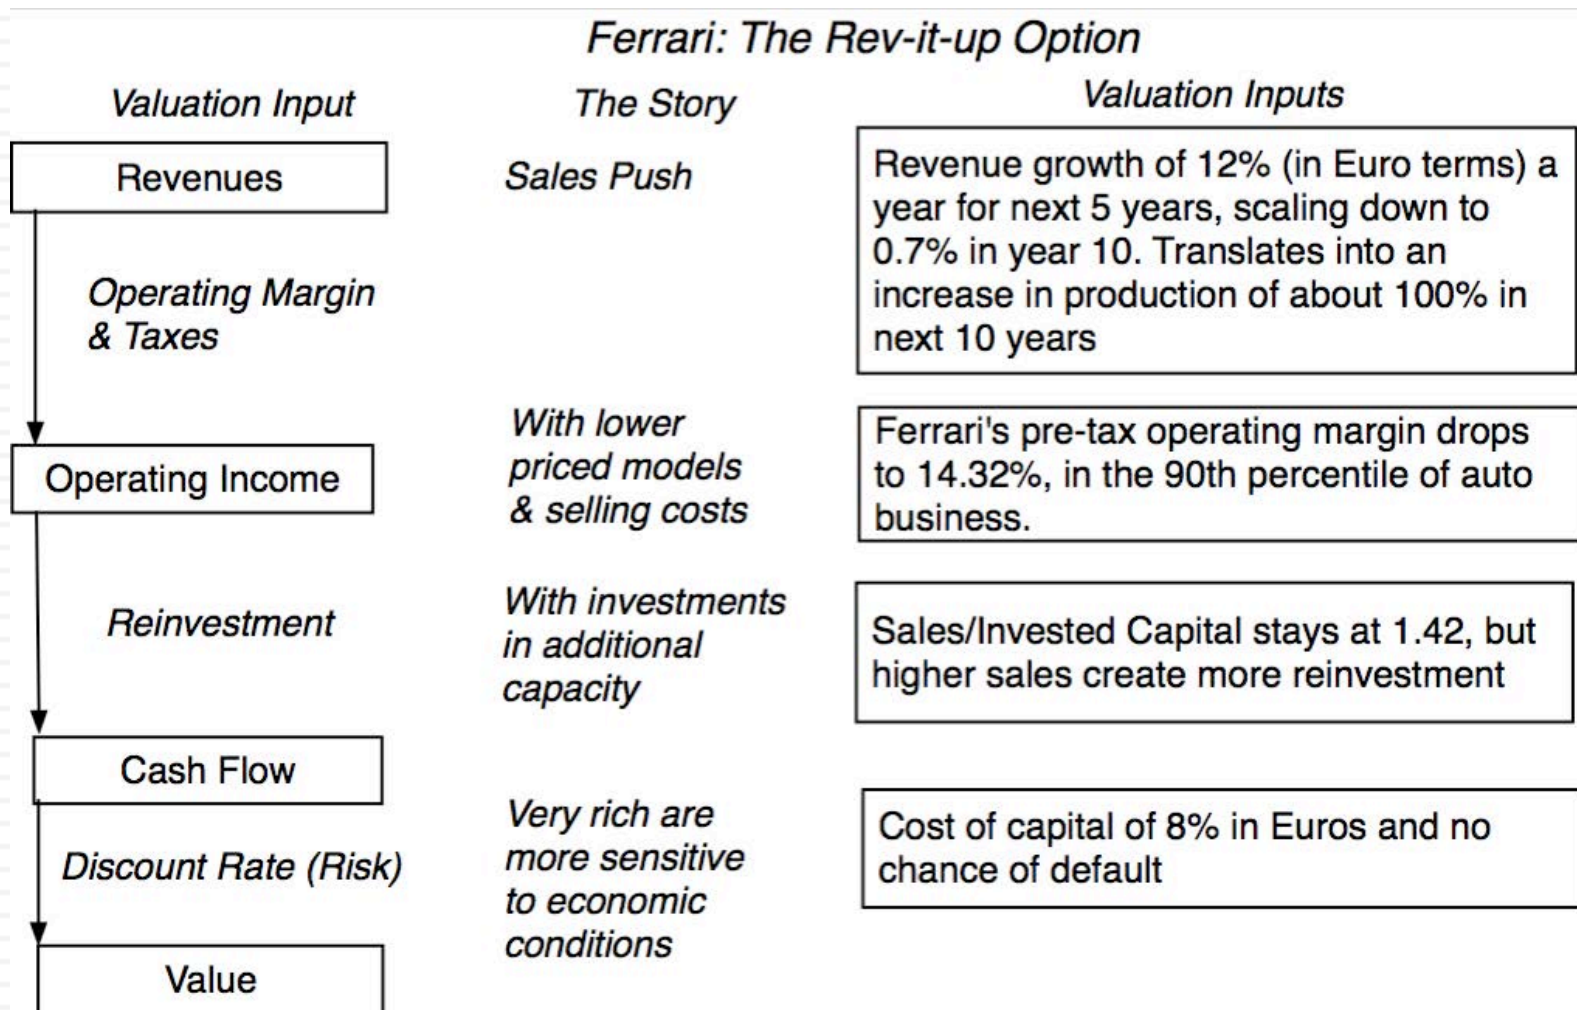 Ferrari: The Rev-it-up Option
Valuation Input
The Story
Valuation Inputs
Revenues
Sales Push
Revenue growth of 12% (in Euro terms) a
year for next 5 years, scaling down to
0.7% in year 10. Translates into an
increase in production of about 100% in
next 10 years
Operating Margin
& Taxes
Operating Income
With lower
priced models
& selling costs
Ferrari's pre-tax operating margin drops
to 14.32%, in the 90th percentile of auto
business.
Reinvestment
With investments
in additional
capacity
Sales/Invested Capital stays at 1.42, but
higher sales create more reinvestment
Cash Flow
Discount Rate (Risk)
Very rich are
more sensitive
to economic
conditions
Cost of capital of 8% in Euros and no
chance of default
Value